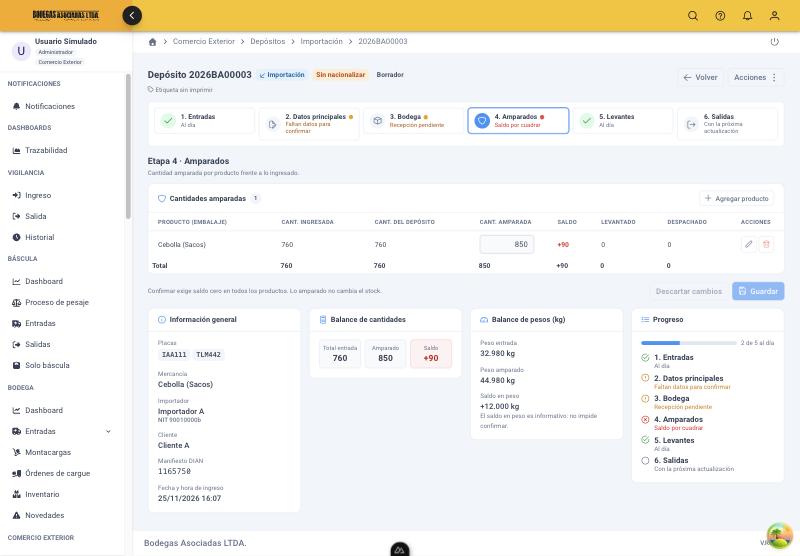 BODEGAS ASOCIADAS LTDA.
Usuario Simulado
U
Administrador
Comercio Exterior
NOTIFICACIONES
Notificaciones
DASHBOARDS
Trazabilidad
VIGILANCIA
Ingreso
Salida
Historial
BÁSCULA
Dashboard
Proceso de pesaje
Entradas
Salidas
Solo báscula
BODEGA
Dashboard
Entradas
Montacargas
Órdenes de cargue
Inventario
Novedades
COMERCIO EXTERIOR
Comercio Exterior > Depósitos > Importación > 2026BA00003
Depósito 2026BA00003 Importación Sin nacionalizar Borrador
Etiqueta sin imprimir
Volver
Acciones
1. Entradas
Al día
2. Datos principales
Faltan datos para confirmar
3. Bodega
Recepción pendiente
4. Amparados
Saldo por cuadrar
5. Levantes
Al día
6. Salidas
Con la próxima actualización
Etapa 4 · Amparados
Cantidad amparada por producto frente a lo ingresado.
Cantidades amparadas 1
Agregar producto
PRODUCTO (EMBALAJE) CANT. INGRESADA CANT. DEL DEPÓSITO CANT. AMPARADA SALDO LEVANTADO DESPACHADO ACCIONES
Cebolla (Sacos) 760 760 850 +90 0 0
Total 760 760 850 +90 0 0
Confirmar exige saldo cero en todos los productos. Lo amparado no cambia el stock.
Descartar cambios
Guardar
Información general
Placas
IAA111 TLM442
Mercancía
Cebolla (Sacos)
Importador
Importador A
NIT 90010000b
Cliente
Cliente A
Manifiesto DIAN
1165750
Fecha y hora de ingreso
25/11/2026 16:07
Balance de cantidades
Total entrada
760
Amparado
850
Saldo
+90
Balance de pesos (kg)
Peso entrada
32.980 kg
Peso amparado
44.980 kg
Saldo en peso
+12.000 kg
El saldo en peso es informativo: no impide confirmar.
Progreso
2 de 5 al día
1. Entradas
Al día
2. Datos principales
Faltan datos para confirmar
3. Bodega
Recepción pendiente
4. Amparados
Saldo por cuadrar
5. Levantes
Al día
6. Salidas
Con la próxima actualización
Bodegas Asociadas LTDA.